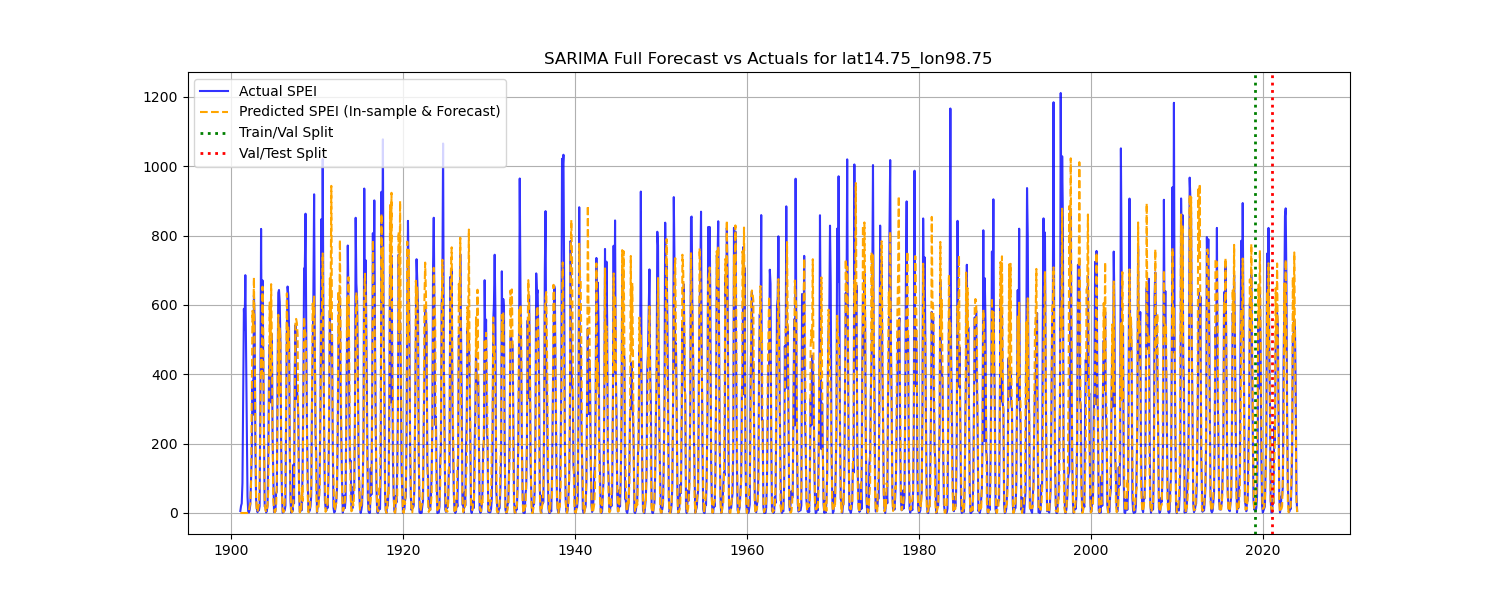 SARIMA Full Forecast vs Actuals for lat14.75_lon98.75
Actual SPEI
Predicted SPEI (In-sample & Forecast)
Train/Val Split
Val/Test Split
1200
1000
800
600
400
200
0
1900 1920 1940 1960 1980 2000 2020